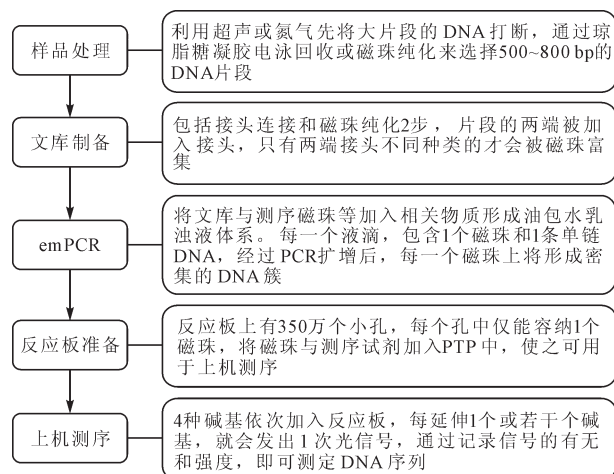 样品处理
利用超声或氮气先将大片段的DNA打断，通过琼
脂糖凝胶电泳回收或磁珠纯化来选择500~800 bp的
DNA片段
文库制备
包括接头连接和磁珠纯化2步，片段的两端被加
入接头，只有两端接头不同种类的才会被磁珠富
集
emPCR
将文库与测序磁珠等加入相关物质形成油包水乳
浊液体系。每一个液滴，包含1个磁珠和1条单链
DNA，经过PCR扩增后，每一个磁珠上将形成密
集的DNA簇
反应板准备
反应板上有350万个小孔，每个孔中仅能容纳1个
磁珠，将磁珠与测序试剂加入PTP中，使之可用
于上机测序
上机测序
4种碱基依次加入反应板，每延伸1个或若干个碱
基，就会发出1次光信号，通过记录信号的有无
和强度，即可测定DNA序列